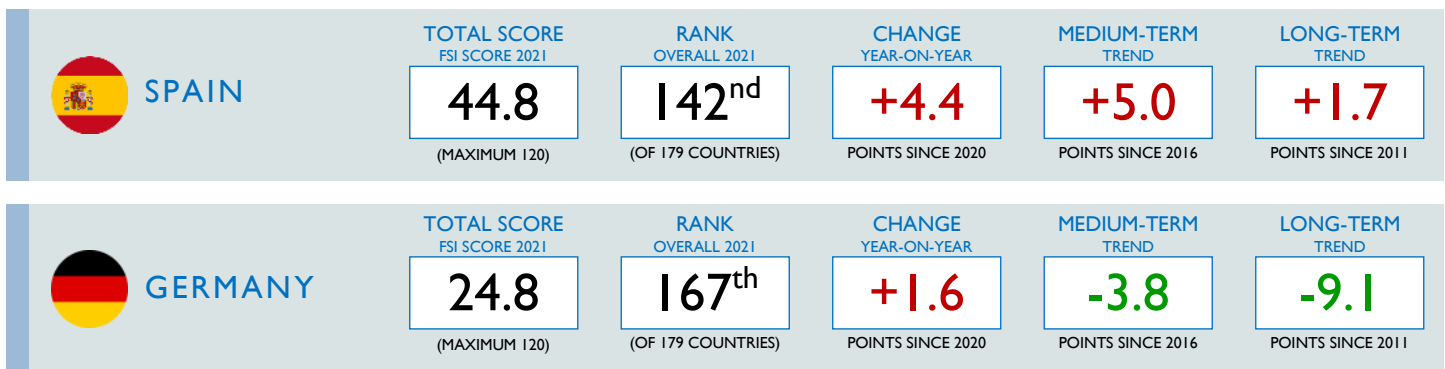 TOTAL SCORE RANK CHANGE MEDIUM-TERM LONG-TERM
FSI SCORE 2021 OVERALL 2021 YEAR-ON-YEAR TREND TREND
SPAIN 44.8 142nd +4.4 +5.0 +1.7
(MAXIMUM 120) (OF 179 COUNTRIES) POINTS SINCE 2020 POINTS SINCE 2016 POINTS SINCE 2011
TOTAL SCORE RANK CHANGE MEDIUM-TERM LONG-TERM
FSI SCORE 2021 OVERALL 2021 YEAR-ON-YEAR TREND TREND
GERMANY 24.8 167th +1.6 -3.8 -9.1
(MAXIMUM 120) (OF 179 COUNTRIES) POINTS SINCE 2020 POINTS SINCE 2016 POINTS SINCE 2011